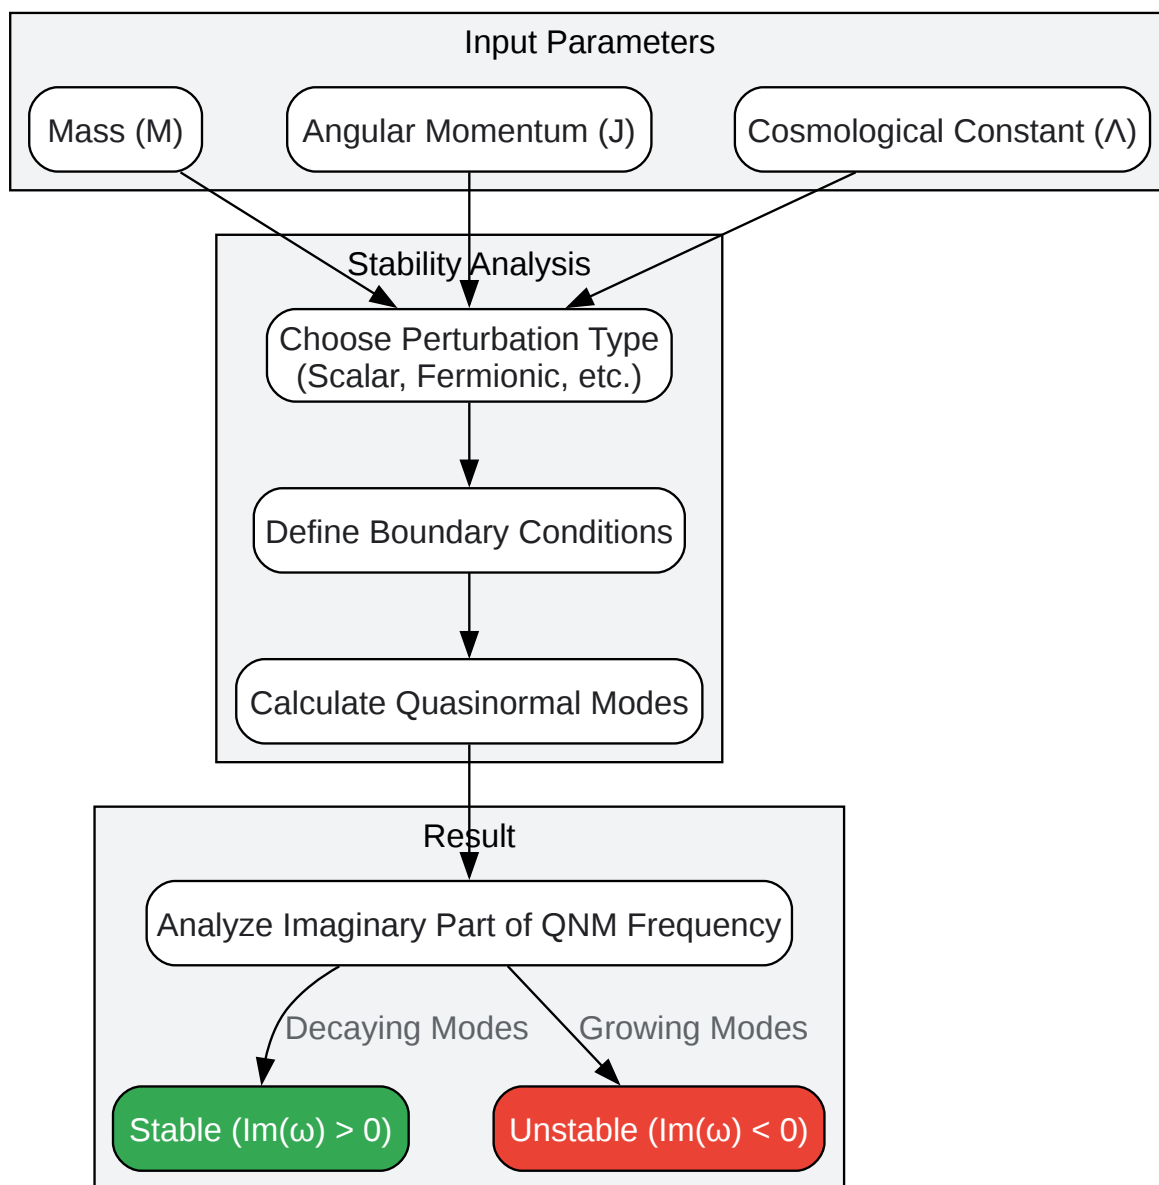 Input Parameters
Mass (M)
Angular Momentum (J)
Cosmological Constant (Λ)
Stability Analysis
Choose Perturbation Type
(Scalar, Fermionic, etc.)
Define Boundary Conditions
Calculate Quasinormal Modes
Result
Analyze Imaginary Part of QNM Frequency
Decaying Modes
Growing Modes
Stable (Im(ω) > 0)
Unstable (Im(ω) < 0)